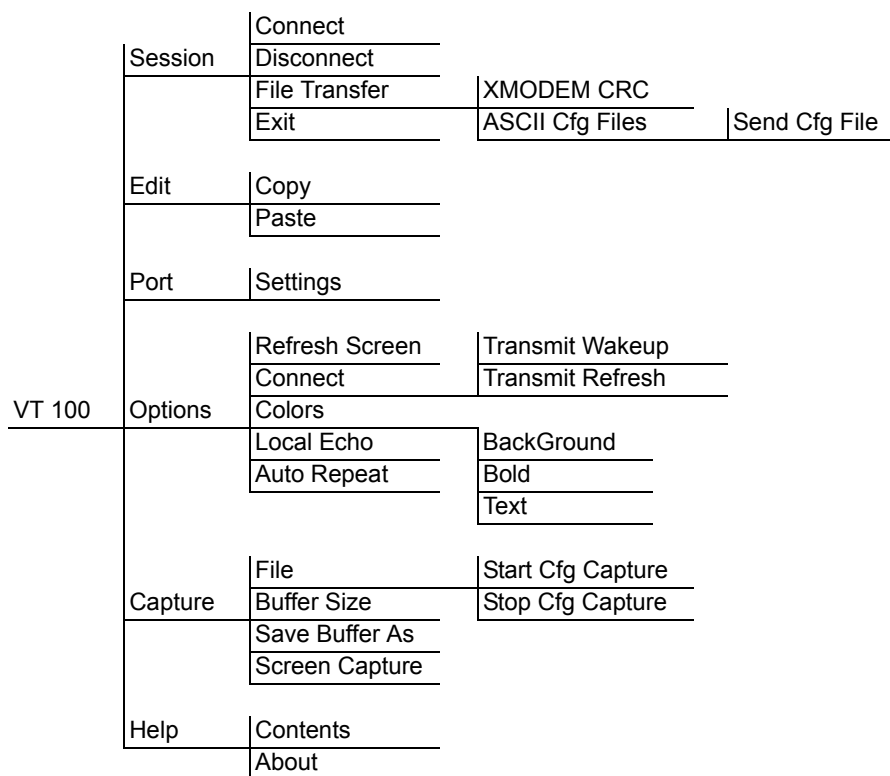 Connect
Session Disconnect
File Transfer XMODEM CRC
Exit ASCII Cfg Files Send Cfg File
Edit Copy
Paste
Port Settings
Refresh Screen Transmit Wakeup
Connect Transmit Refresh
VT 100 Options Colors
Local Echo BackGround
Auto Repeat Bold
Text
File Start Cfg Capture
Capture Buffer Size Stop Cfg Capture
Save Buffer As
Screen Capture
Help Contents
About